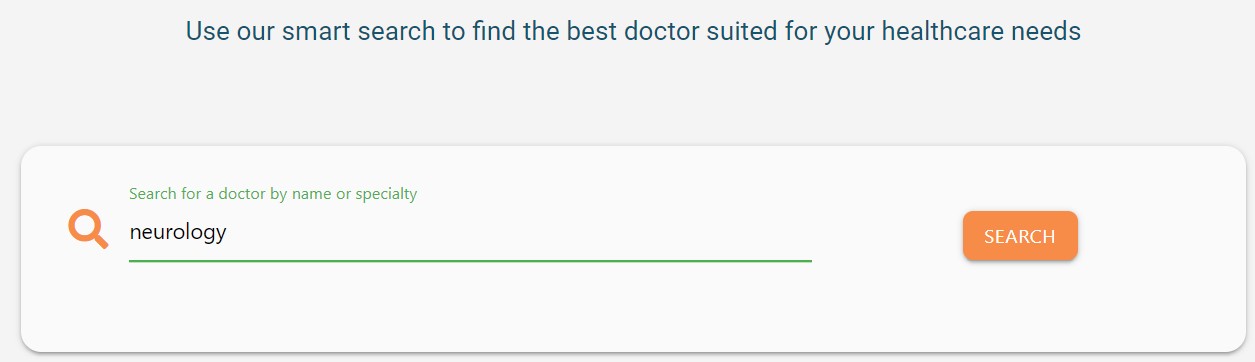 Use our smart search to find the best doctor suited for your healthcare needs
Search for a doctor by name or specialty
neurology
SEARCH